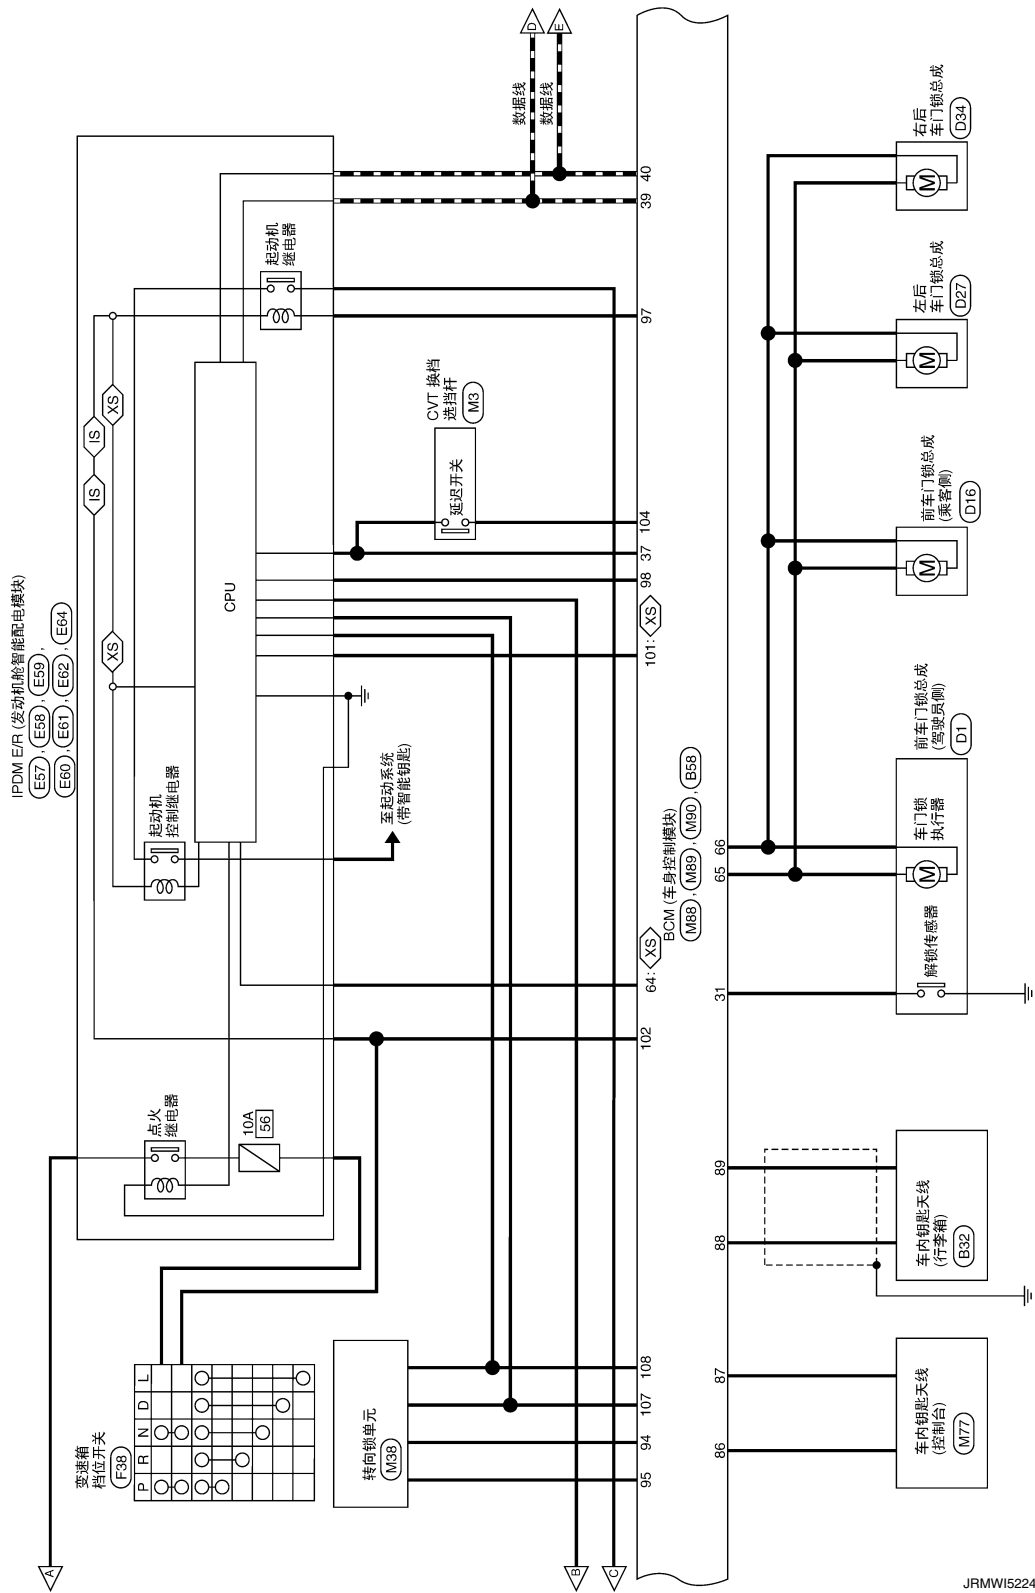 IPDM E/R (发动机舱智能配电模块)
E57, E58, E59,
E60, E61, E62, E64
IS
IS
XS
XS
起动机
控制继电器
CPU
起动机
继电器
点火
继电器
10A
56
至起动系统
(带智能钥匙)
CVT 换档
选挡杆
M3
延迟开关
数据线
数据线
D
E
A
B
C
变速箱
档位开关
F38
P R N D L
转向锁单元
M38
95
94
107
108
102
64: XS
101: XS
98
37
104
97
39
40
BCM (车身控制模块)
M88, M89, M90, B58
86
87
88
89
31
65
66
车内钥匙天线
(控制台)
M77
车内钥匙天线
(行李箱)
B32
前车门锁总成
(驾驶员侧)
D1
解锁传感器
车门锁
执行器
M
前车门锁总成
(乘客侧)
D16
M
左后
车门锁总成
D27
M
右后
车门锁总成
D34
M
JRMWI5224